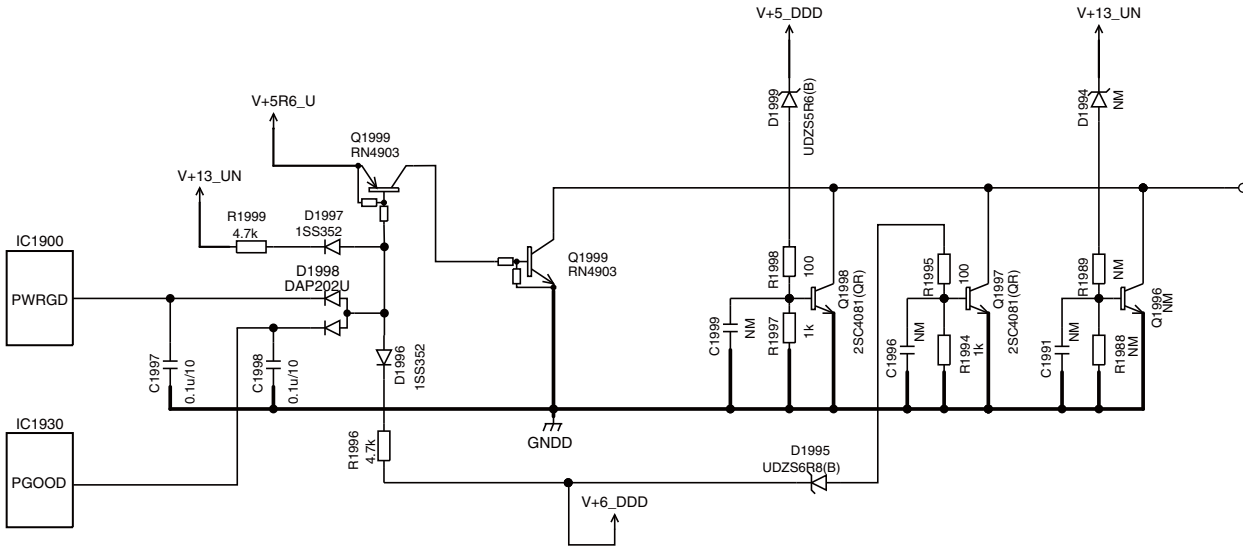 V+5_DDD
V+13_UN
D1999
UDZS5R6(B)
D1994
NM
V+5R6_U
Q1999
RN4903
V+13_UN
R1999
4.7k
D1997
1SS352
IC1900
PWRGD
D1998
DAP202U
Q1999
RN4903
R1998
100
Q1998
2SC4081(QR)
R1995
100
Q1997
2SC4081(QR)
R1989
NM
Q1996
NM
C1999
NM
R1997
1k
C1996
NM
R1994
1k
C1991
NM
R1988
NM
C1997
0.1u/10
C1998
0.1u/10
D1996
1SS352
IC1930
PGOOD
R1996
4.7k
GNDD
D1995
UDZS6R8(B)
V+6_DDD